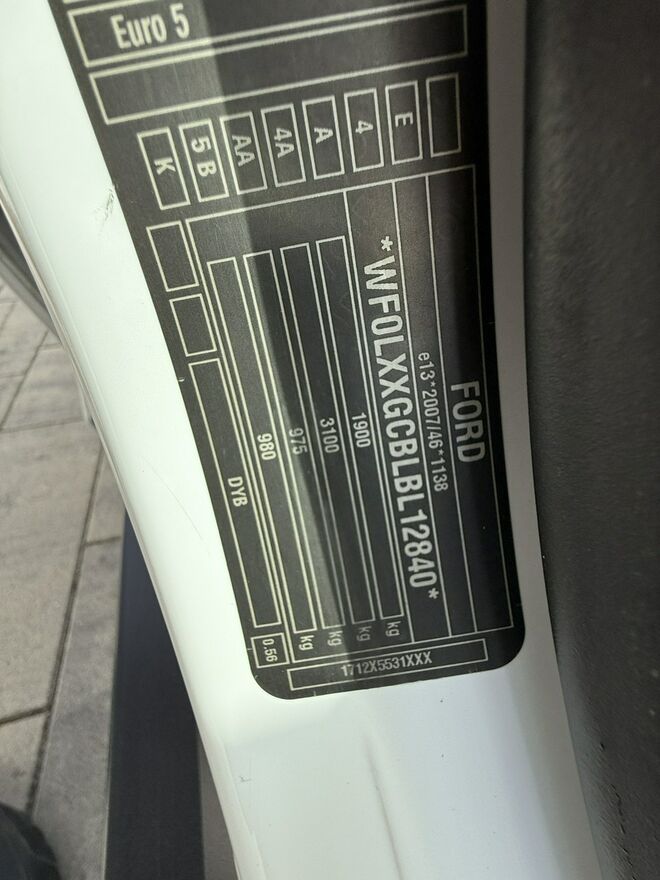 FORD
e13*2007/46*1138
*WF0LXXGCBLBL12840*
1900 kg
3100 kg
975 kg
980 kg
DYB 0.56
E
4
A
4A
AA
5B
K
Euro 5
1712X5531XXX